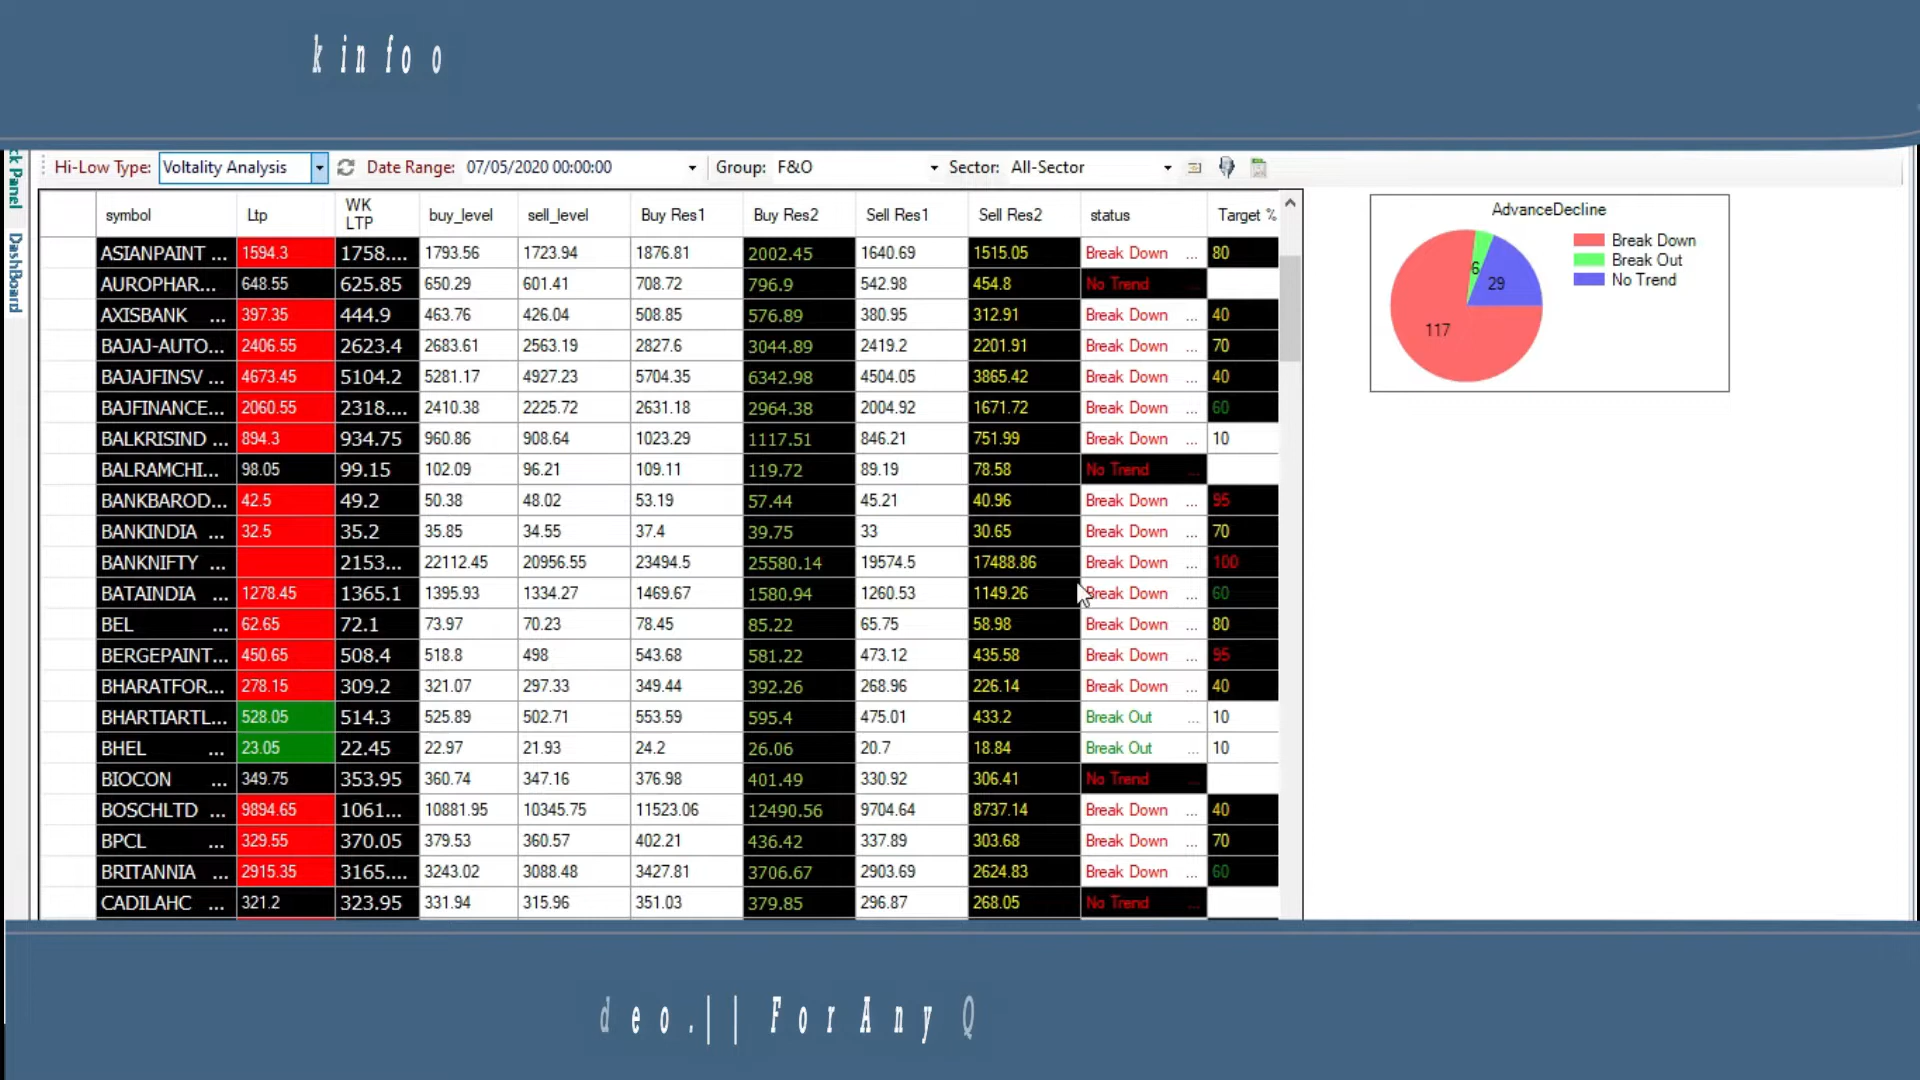 k i n f o o
ck Panel
DashBoard
Hi-Low Type: Voltality Analysis Date Range: 07/05/2020 00:00:00 Group: F&O Sector: All-Sector
symbol Ltp WK LTP buy_level sell_level Buy Res1 Buy Res2 Sell Res1 Sell Res2 status Target %
ASIANPAINT ... 1594.3 1758.... 1793.56 1723.94 1876.81 2002.45 1640.69 1515.05 Break Down ... 80
AUROPHAR... 648.55 625.85 650.29 601.41 708.72 796.9 542.98 454.8 No Trend ...
AXISBANK ... 397.35 444.9 463.76 426.04 508.85 576.89 380.95 312.91 Break Down ... 40
BAJAJ-AUTO... 2406.55 2623.4 2683.61 2563.19 2827.6 3044.89 2419.2 2201.91 Break Down ... 70
BAJAJFINSV ... 4673.45 5104.2 5281.17 4927.23 5704.35 6342.98 4504.05 3865.42 Break Down ... 40
BAJFINANCE... 2060.55 2318.... 2410.38 2225.72 2631.18 2964.38 2004.92 1671.72 Break Down ... 60
BALKRISIND ... 894.3 934.75 960.86 908.64 1023.29 1117.51 846.21 751.99 Break Down ... 10
BALRAMCHI... 98.05 99.15 102.09 96.21 109.11 119.72 89.19 78.58 No Trend ...
BANKBAROD... 42.5 49.2 50.38 48.02 53.19 57.44 45.21 40.96 Break Down ... 95
BANKINDIA ... 32.5 35.2 35.85 34.55 37.4 39.75 33 30.65 Break Down ... 70
BANKNIFTY ... 2153... 22112.45 20956.55 23494.5 25580.14 19574.5 17488.86 Break Down ... 100
BATAINDIA ... 1278.45 1365.1 1395.93 1334.27 1469.67 1580.94 1260.53 1149.26 Break Down ... 60
BEL ... 62.65 72.1 73.97 70.23 78.45 85.22 65.75 58.98 Break Down ... 80
BERGEPAINT... 450.65 508.4 518.8 498 543.68 581.22 473.12 435.58 Break Down ... 95
BHARATFOR... 278.15 309.2 321.07 297.33 349.44 392.26 268.96 226.14 Break Down ... 40
BHARTIARTL... 528.05 514.3 525.89 502.71 553.59 595.4 475.01 433.2 Break Out ... 10
BHEL ... 23.05 22.45 22.97 21.93 24.2 26.06 20.7 18.84 Break Out ... 10
BIOCON ... 349.75 353.95 360.74 347.16 376.98 401.49 330.92 306.41 No Trend ...
BOSCHLTD ... 9894.65 1061... 10881.95 10345.75 11523.06 12490.56 9704.64 8737.14 Break Down ... 40
BPCL ... 329.55 370.05 379.53 360.57 402.21 436.42 337.89 303.68 Break Down ... 70
BRITANNIA ... 2915.35 3165.... 3243.02 3088.48 3427.81 3706.67 2903.69 2624.83 Break Down ... 60
CADILAHC ... 321.2 323.95 331.94 315.96 351.03 379.85 296.87 268.05 No Trend ...
AdvanceDecline
Break Down
Break Out
No Trend
6
29
117
d e o . | | F o r A n y Q